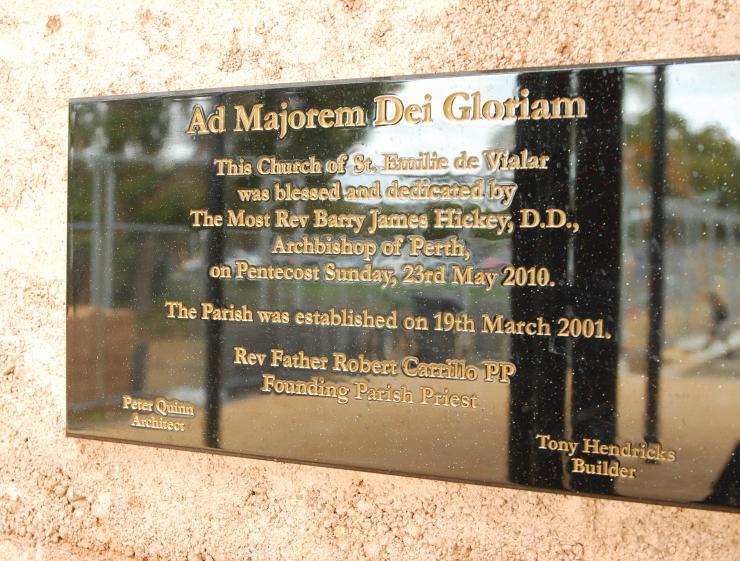 Ad Majorem Dei Gloriam
This Church of St. Emilie de Vialar
was blessed and dedicated by
The Most Rev Barry James Hickey, D.D.,
Archbishop of Perth,
on Pentecost Sunday, 23rd May 2010.
The Parish was established on 19th March 2001.
Rev Father Robert Carrillo PP
Founding Parish Priest
Peter Quinn
Architect
Tony Hendricks
Builder